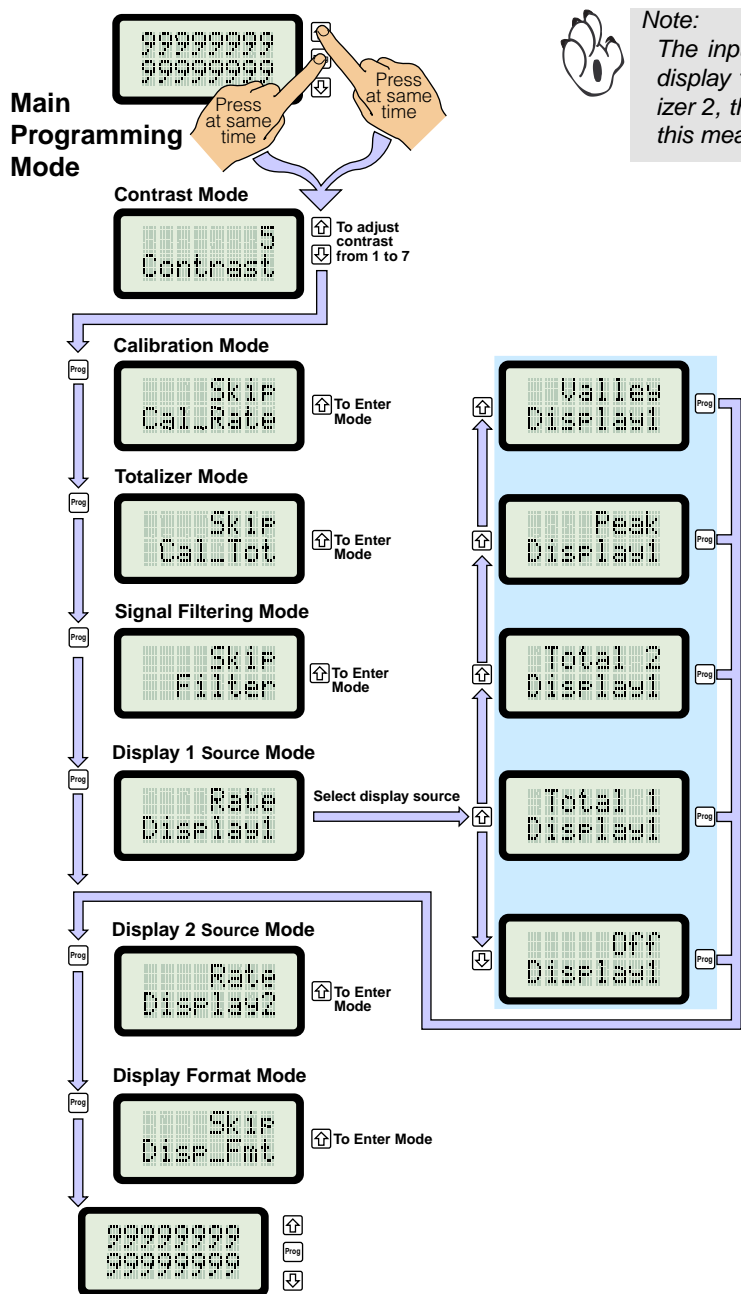 99999999
99999999
Press
at same
time
Press
at same
time
Note:
The inpu
display
izer 2, th
this mea
Main
Programming
Mode
Contrast Mode
5
Contrast
To adjust
contrast
from 1 to 7
Calibration Mode
Prog
Skip
Cal_Rate
To Enter
Mode
Totalizer Mode
Prog
Skip
Cal_Tot
To Enter
Mode
Signal Filtering Mode
Prog
Skip
Filter
To Enter
Mode
Display 1 Source Mode
Prog
Rate
Display1
Select display source
Valley
Display1
Prog
Peak
Display1
Prog
Total 2
Display1
Prog
Total 1
Display1
Prog
Off
Display1
Prog
Display 2 Source Mode
Prog
Rate
Display2
To Enter
Mode
Display Format Mode
Prog
Skip
Disp_Fmt
To Enter Mode
99999999
99999999
Prog